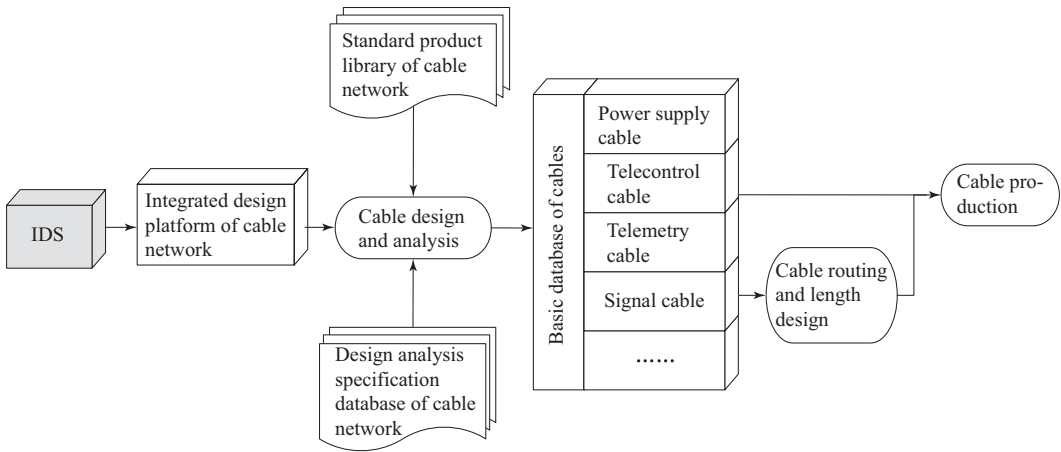 Standard product
library of cable
network
IDS
Integrated design
platform of cable
network
Cable design
and analysis
Design analysis
specification
database of cable
network
Basic database of cables
Power supply
cable
Telecontrol
cable
Telemetry
cable
Signal cable
......
Cable routing
and length
design
Cable pro-
duction